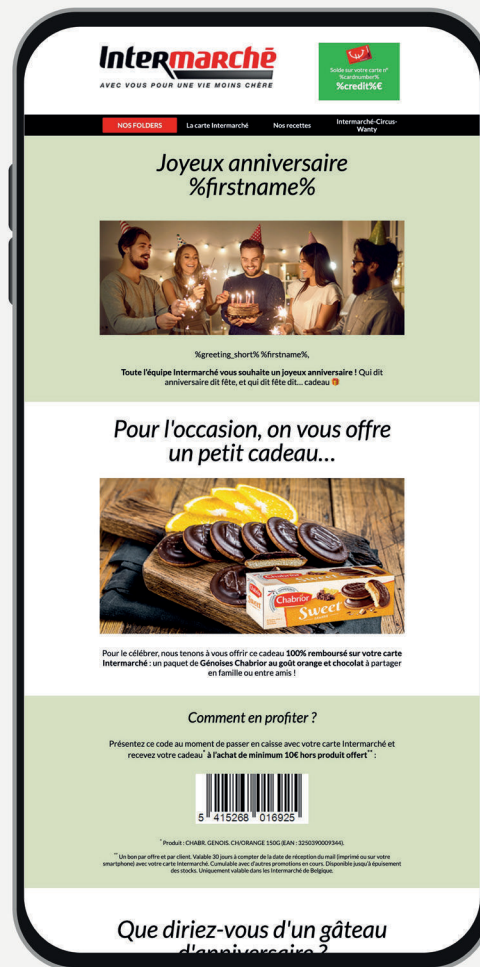 Intermarchē
AVEC VOUS POUR UNE VIE MOINS CHÈRE
Solde sur votre carte n°
%cardnumber%
%credit%€
NOS FOLDERS
La carte Intermarché
Nos recettes
Intermarché-Circus-
Wanty
Joyeux anniversaire
%firstname%
%greeting_short% %firstname%,
Toute l'équipe Intermarché vous souhaite un joyeux anniversaire ! Qui dit
anniversaire dit fête, et qui dit fête dit... cadeau 🎁
Pour l'occasion, on vous offre
un petit cadeau...
Chabrior
Sweet
Pour le célébrer, nous tenons à vous offrir ce cadeau 100% remboursé sur votre carte
Intermarché : un paquet de Génoises Chabrior au goût orange et chocolat à partager
en famille ou entre amis !
Comment en profiter ?
Présentez ce code au moment de passer en caisse avec votre carte Intermarché et
recevez votre cadeau* à l'achat de minimum 10€ hors produit offert** :
5 415268 016925
* Produit : CHABR. GENOIS. CH/ORANGE 150G (EAN : 3250390009344).
** Un bon par offre et par client. Valable 30 jours à compter de la date de réception du mail (imprimé ou sur votre
smartphone) avec votre carte Intermarché. Cumulable avec d'autres promotions en cours. Disponible jusqu'à épuisement
des stocks. Uniquement valable dans les Intermarché de Belgique.
Que diriez-vous d'un gâteau
d'anniversaire ?